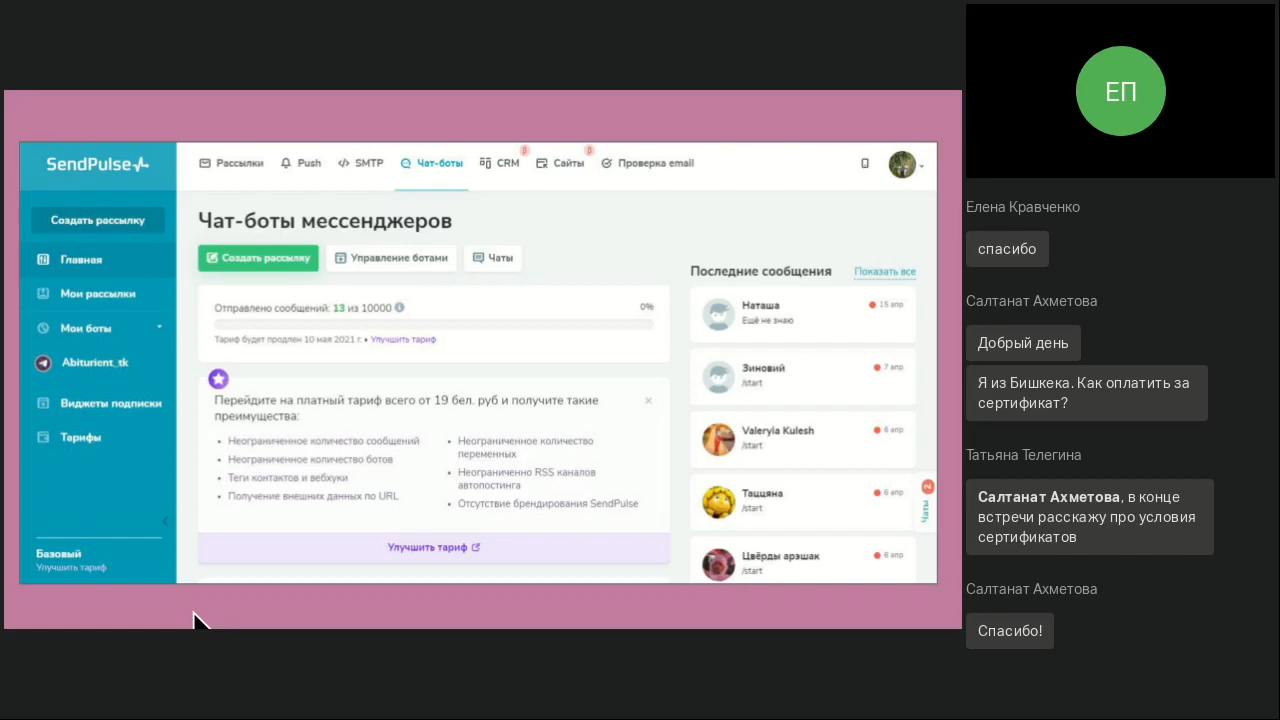 SendPulse
Рассылки
Push
SMTP
Чат-боты
β
CRM
β
Сайты
Проверка email
Создать рассылку
Главная
Мои рассылки
Мои боты
Abiturient_tk
Виджеты подписки
Тарифы
Базовый
Улучшить тариф
Чат-боты мессенджеров
Создать рассылку
Управление ботами
Чаты
Отправлено сообщений: 13 из 10000
0%
Тариф будет продлен 10 мая 2021 г. • Улучшить тариф
Перейдите на платный тариф всего от 19 бел. руб и получите такие
преимущества:
• Неограниченное количество сообщений
• Неограниченное количество ботов
• Теги контактов и вебхуки
• Получение внешних данных по URL
• Неограниченное количество
переменных
• Неограниченно RSS каналов
автопостинга
• Отсутствие брендирования SendPulse
Улучшить тариф
Последние сообщения
Показать все
Наташа
15 апр
Ещё не знаю
Зиновий
7 апр
/start
Valeryia Kulesh
6 апр
/start
Таццяна
6 апр
/start
Цвёрды арэшак
6 апр
/start
Чаты 2
ЕП
Елена Кравченко
спасибо
Салтанат Ахметова
Добрый день
Я из Бишкека. Как оплатить за
сертификат?
Татьяна Телегина
Салтанат Ахметова, в конце
встречи расскажу про условия
сертификатов
Салтанат Ахметова
Спасибо!